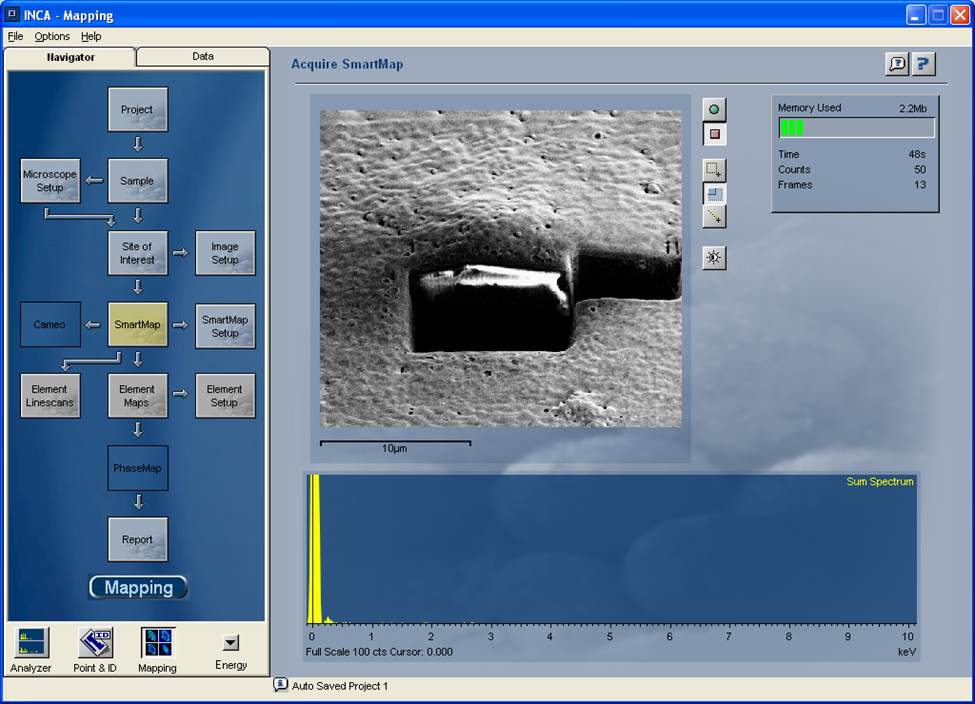 INCA - Mapping
File Options Help
Navigator
Data
Acquire SmartMap
Project
Microscope
Setup
Sample
Site of
Interest
Image
Setup
Cameo
SmartMap
SmartMap
Setup
Element
Linescans
Element
Maps
Element
Setup
PhaseMap
Report
Mapping
Analyzer
ID
Point & ID
Mapping
Energy
10µm
Memory Used 2.2Mb
Time 48s
Counts 50
Frames 13
Sum Spectrum
0 1 2 3 4 5 6 7 8 9 10
Full Scale 100 cts Cursor: 0.000 keV
Auto Saved Project 1